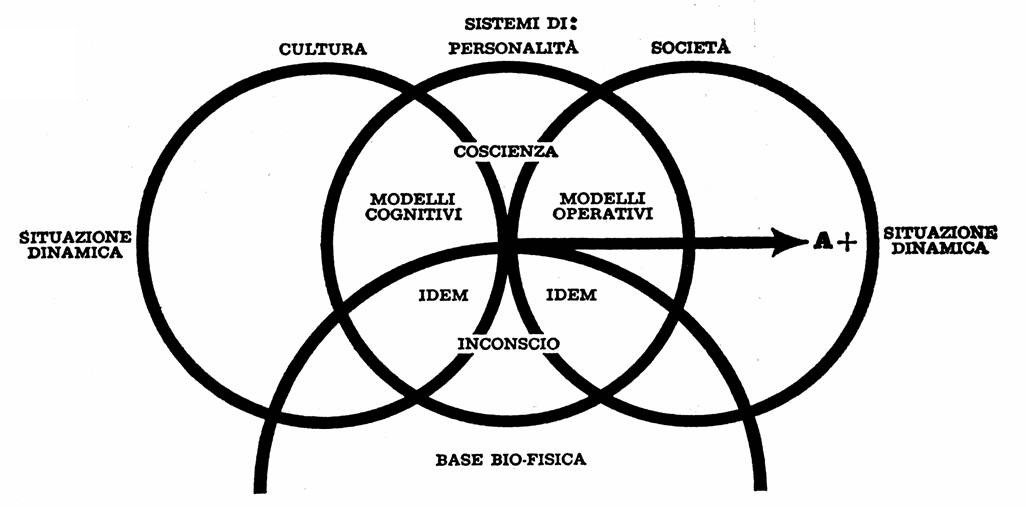 SISTEMI DI:
CULTURA PERSONALITÀ SOCIETÀ
COSCIENZA
MODELLI
COGNITIVI
MODELLI
OPERATIVI
SITUAZIONE
DINAMICA
A+
SITUAZIONE
DINAMICA
IDEM IDEM
INCONSCIO
BASE BIO-FISICA